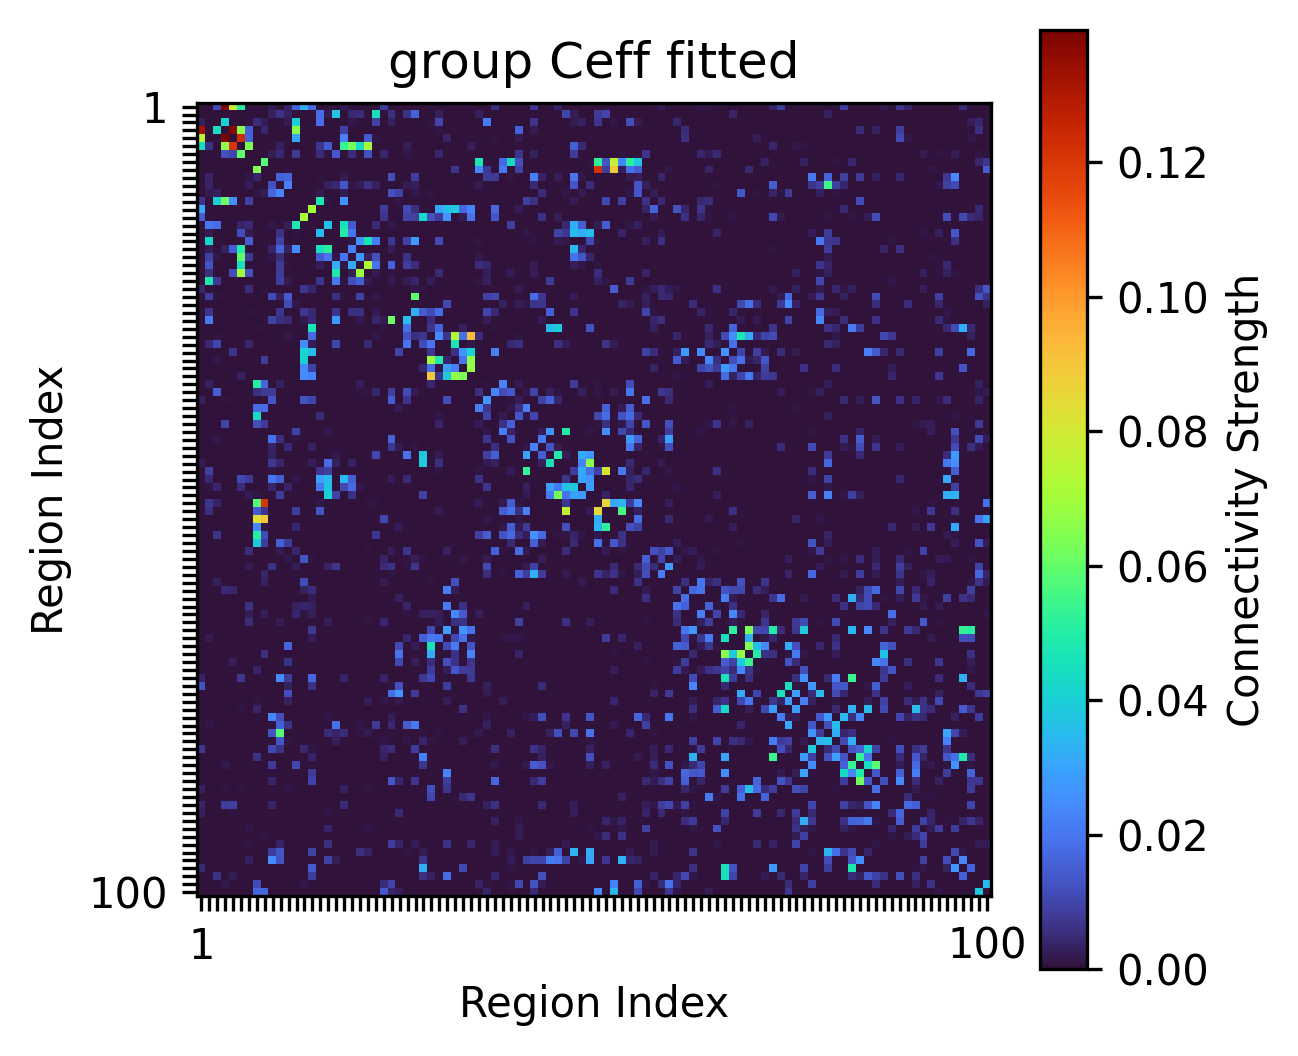 group Ceff fitted
1
100
1
100
Region Index
Region Index
0.12
0.10
0.08
0.06
0.04
0.02
0.00
Connectivity Strength